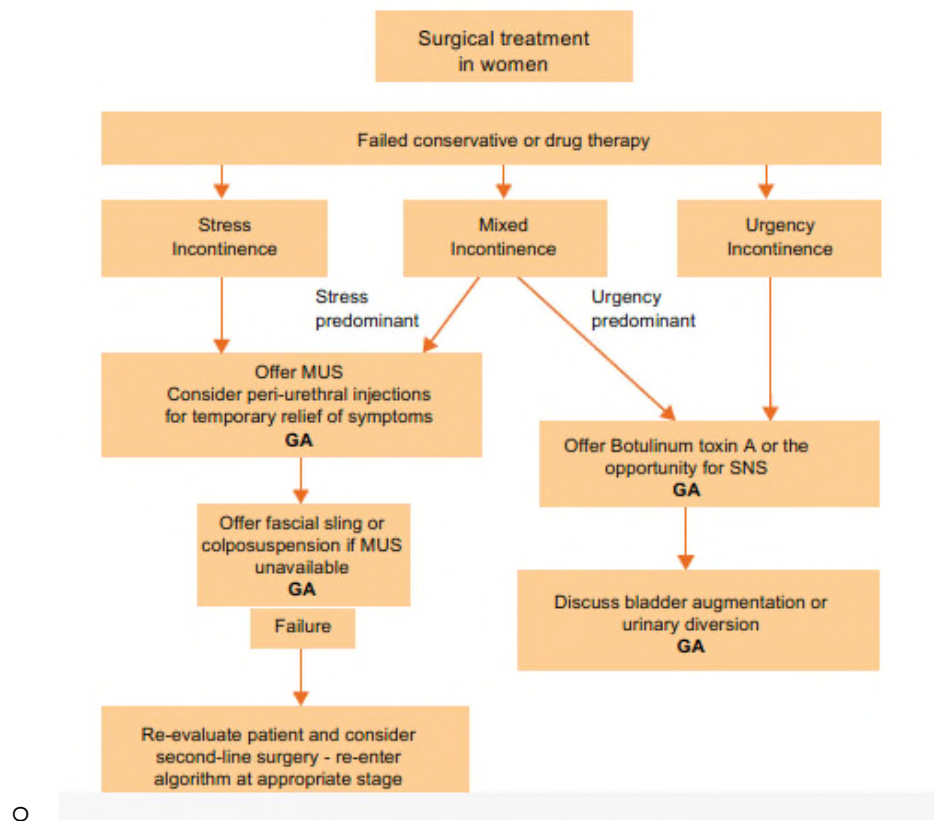 Surgical treatment
in women
Failed conservative or drug therapy
Stress
Incontinence
Mixed
Incontinence
Urgency
Incontinence
Stress
predominant
Urgency
predominant
Offer MUS
Consider peri-urethral injections
for temporary relief of symptoms
GA
Offer Botulinum toxin A or the
opportunity for SNS
GA
Offer fascial sling or
colposuspension if MUS
unavailable
GA
Failure
Discuss bladder augmentation or
urinary diversion
GA
Re-evaluate patient and consider
second-line surgery - re-enter
algorithm at appropriate stage